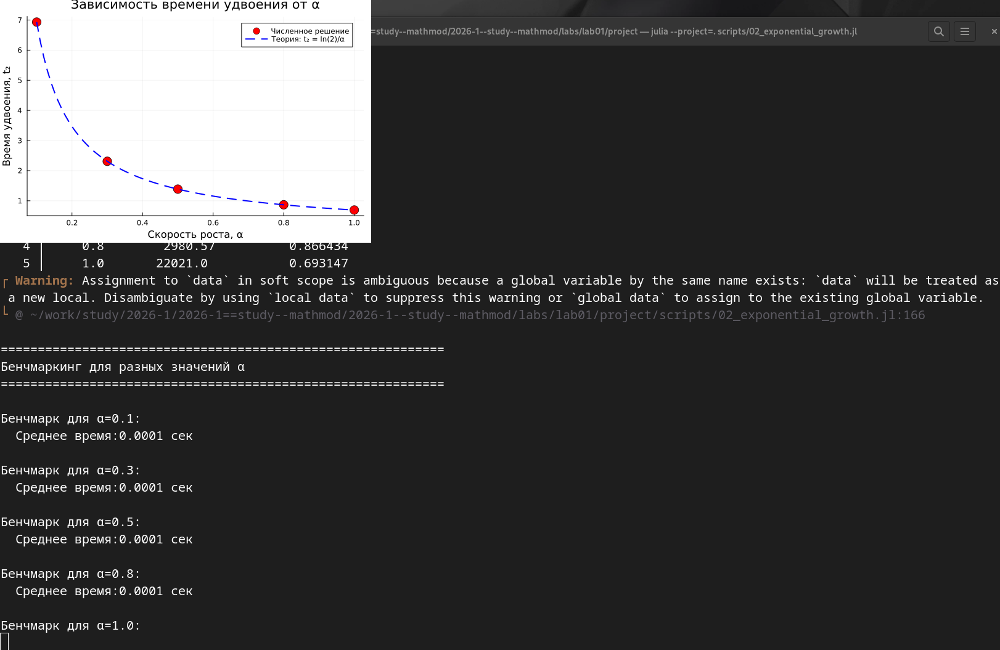 Зависимость времени удвоения от α
7
6
5
4
3
2
1
Время удвоения, t₂
Численное решение
Теория: t₂ = ln(2)/α
0.2 0.4 0.6 0.8 1.0
Скорость роста, α
=study--mathmod/2026-1--study--mathmod/labs/lab01/project — julia --project=. scripts/02_exponential_growth.jl
4 │ 0.8 2980.57 0.866434
5 │ 1.0 22021.0 0.693147
┌ Warning: Assignment to `data` in soft scope is ambiguous because a global variable by the same name exists: `data` will be treated as
a new local. Disambiguate by using `local data` to suppress this warning or `global data` to assign to the existing global variable.
└ @ ~/work/study/2026-1/2026-1==study--mathmod/2026-1--study--mathmod/labs/lab01/project/scripts/02_exponential_growth.jl:166
============================================================
Бенчмаркинг для разных значений α
============================================================
Бенчмарк для α=0.1:
Среднее время:0.0001 сек
Бенчмарк для α=0.3:
Среднее время:0.0001 сек
Бенчмарк для α=0.5:
Среднее время:0.0001 сек
Бенчмарк для α=0.8:
Среднее время:0.0001 сек
Бенчмарк для α=1.0: